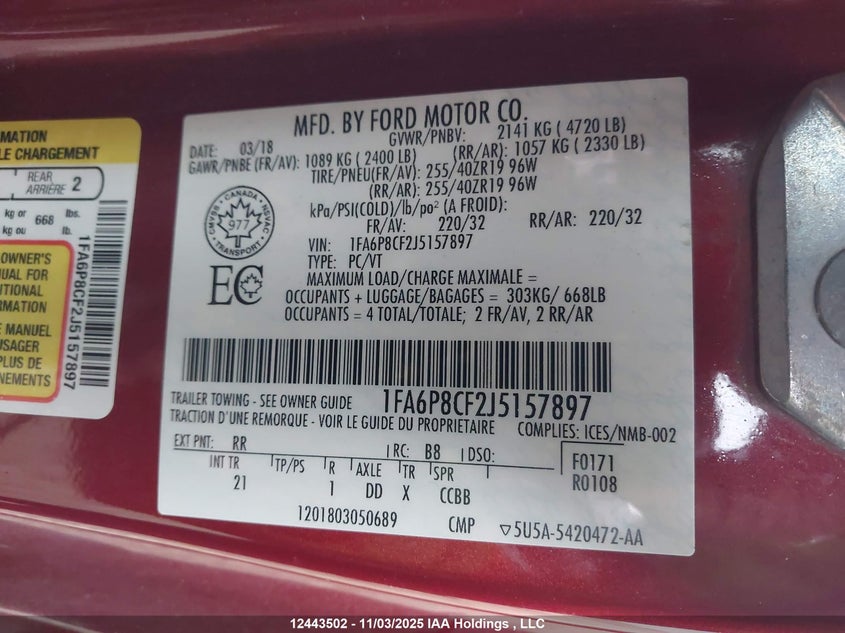 MFD. BY FORD MOTOR CO.
DATE: 03/18 GVWR/PNBV: 2141 KG ( 4720 LB)
GAWR/PNBE (FR/AV): 1089 KG ( 2400 LB) (RR/AR): 1057 KG ( 2330 LB)
TIRE/PNEU(FR/AV): 255/40ZR19 96W
(RR/AR): 255/40ZR19 96W
kPa/PSI(COLD)/lb/po² (A FROID):
FR/AV: 220/32 RR/AR: 220/32
CANADA
977
TRANSPORT
VIN: 1FA6P8CF2J5157897
TYPE: PC/VT
EC
MAXIMUM LOAD/CHARGE MAXIMALE =
OCCUPANTS + LUGGAGE/BAGAGES = 303KG/ 668LB
OCCUPANTS = 4 TOTAL/TOTALE; 2 FR/AV, 2 RR/AR
TRAILER TOWING - SEE OWNER GUIDE 1FA6P8CF2J5157897
TRACTION D'UNE REMORQUE - VOIR LE GUIDE DU PROPRIETAIRE COMPLIES: ICES/NMB-002
EXT PNT: RR RC: B8 DSO: F0171
INT TR TP/PS R AXLE TR SPR R0108
21 1 DD X CCBB
1201803050689 CMP ▽5U5A-5420472-AA
MATION
LE CHARGEMENT
REAR
ARRIÈRE 2
kg or 668 lbs.
kg ou lb.
OWNER'S
UAL FOR
ITIONAL
RMATION
E MANUEL
USAGER
PLUS DE
NEMENTS
1FA6P8CF2J5157897
12443502 - 11/03/2025 IAA Holdings , LLC